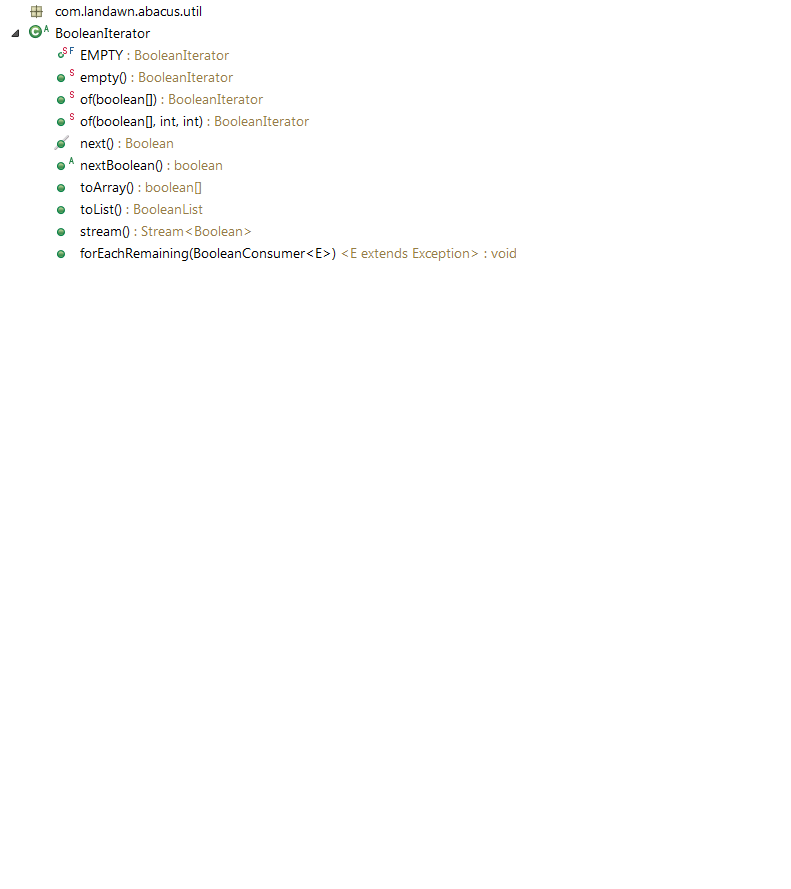 com.landawn.abacus.util
C A BooleanIterator
S F EMPTY : BooleanIterator
S empty() : BooleanIterator
S of(boolean[]) : BooleanIterator
S of(boolean[], int, int) : BooleanIterator
next() : Boolean
A nextBoolean() : boolean
toArray() : boolean[]
toList() : BooleanList
stream() : Stream<Boolean>
forEachRemaining(BooleanConsumer<E>) <E extends Exception> : void